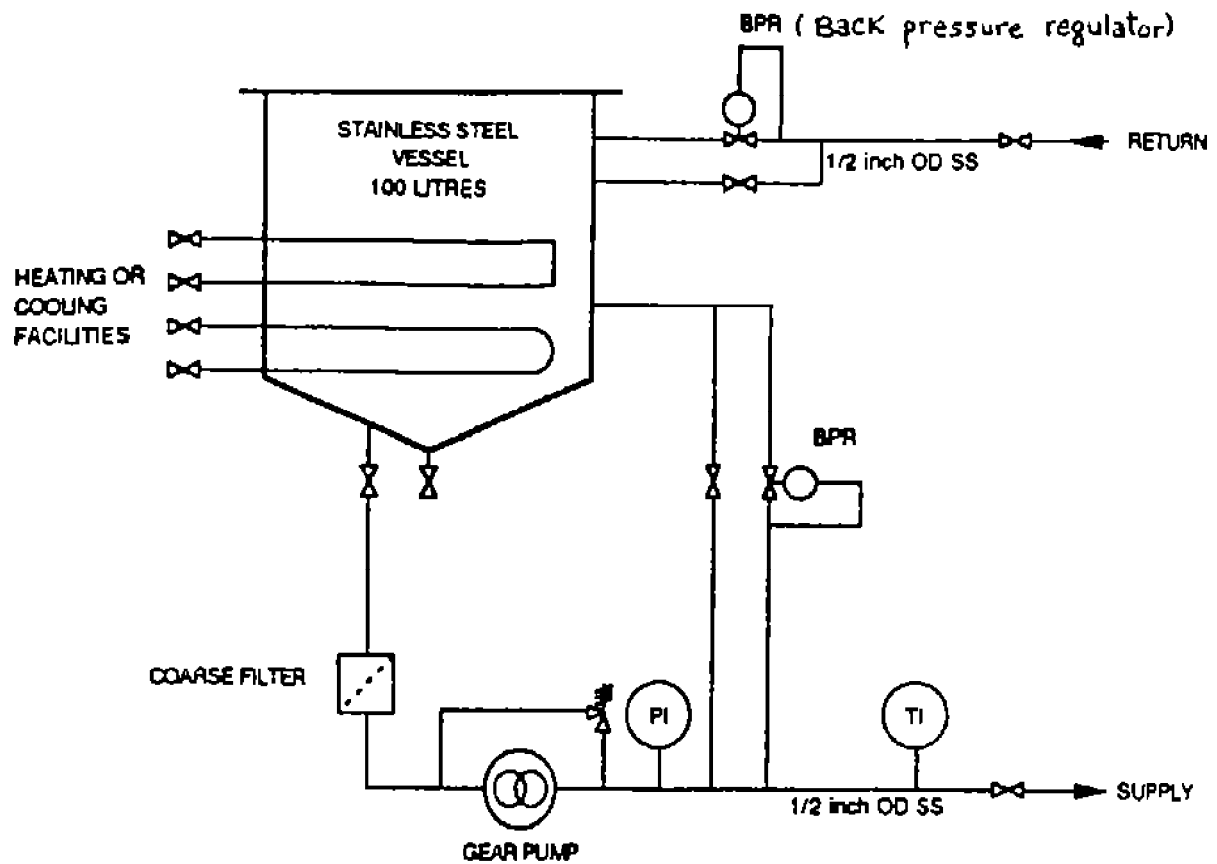 BPR (Back pressure regulator)
STAINLESS STEEL
VESSEL
100 LITRES
RETURN
1/2 inch OD SS
HEATING OR
COOLING
FACILITIES
BPR
COARSE FILTER
PI
TI
1/2 inch OD SS
SUPPLY
GEAR PUMP